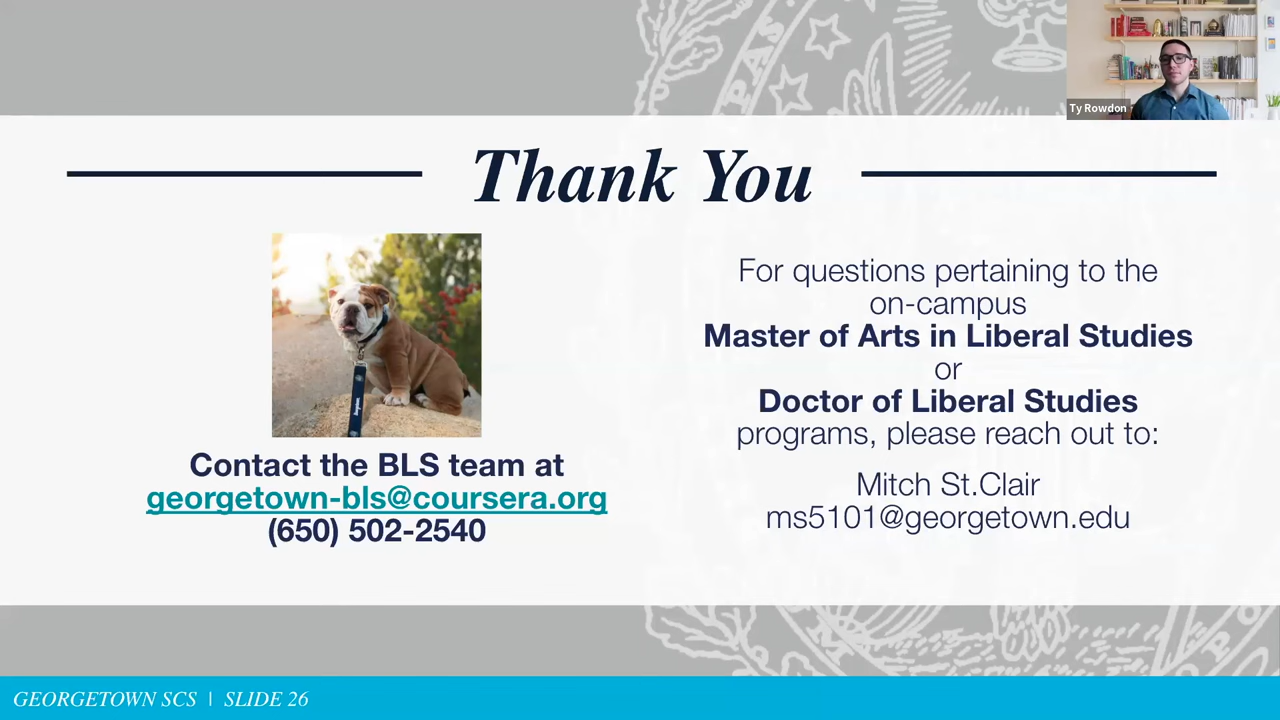 PAS
Ty Rowdon
Thank You
Contact the BLS team at
georgetown-bls@coursera.org
(650) 502-2540
For questions pertaining to the
on-campus
Master of Arts in Liberal Studies
or
Doctor of Liberal Studies
programs, please reach out to:
Mitch St.Clair
ms5101@georgetown.edu
GEORGETOWN SCS | SLIDE 26